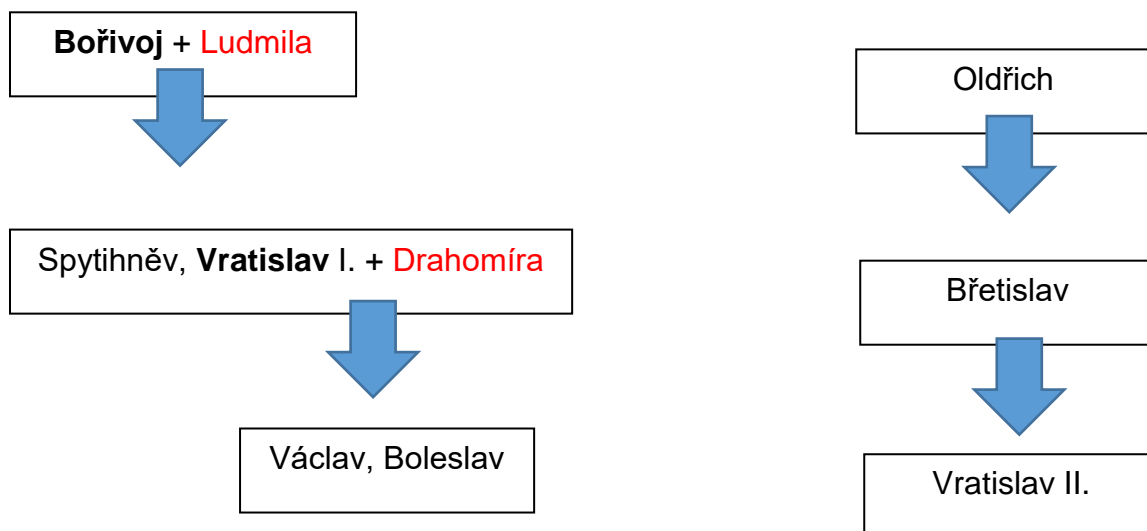 Bořivoj + Ludmila
Spytihněv, Vratislav I. + Drahomíra
Václav, Boleslav
Oldřich
Břetislav
Vratislav II.